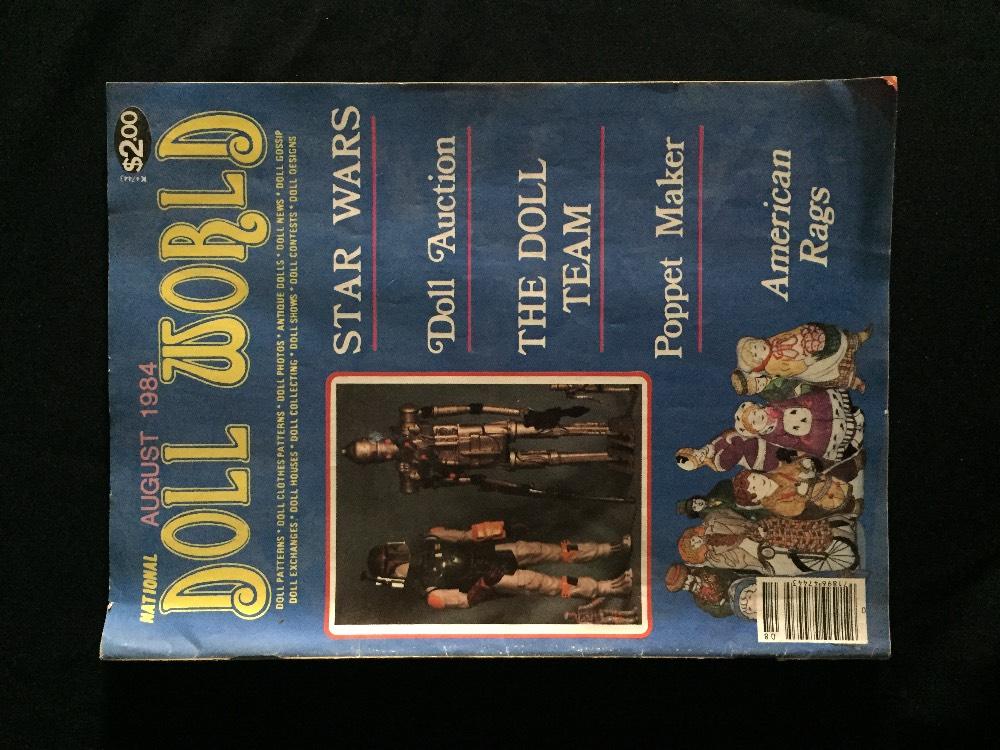 $2.00
K 47443
AUGUST 1984
NATIONAL
DOLL WORLD
DOLL PATTERNS * DOLL CLOTHES PATTERNS * DOLL PHOTOS * ANTIQUE DOLLS * DOLL NEWS * DOLL GOSSIP
DOLL EXCHANGES * DOLL HOUSES * DOLL COLLECTING * DOLL SHOWS * DOLL CONTESTS * DOLL DESIGNS
STAR WARS
Doll Auction
THE DOLL
TEAM
Poppet Maker
American
Rags
08